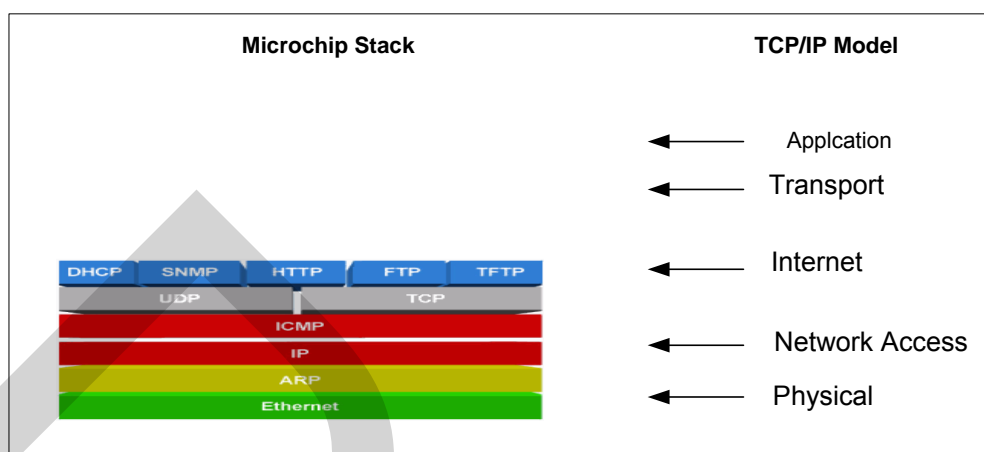 Microchip Stack TCP/IP Model
Applcation
Transport
DHCP SNMP HTTP FTP TFTP Internet
UDP TCP
ICMP
IP Network Access
ARP
Ethernet Physical